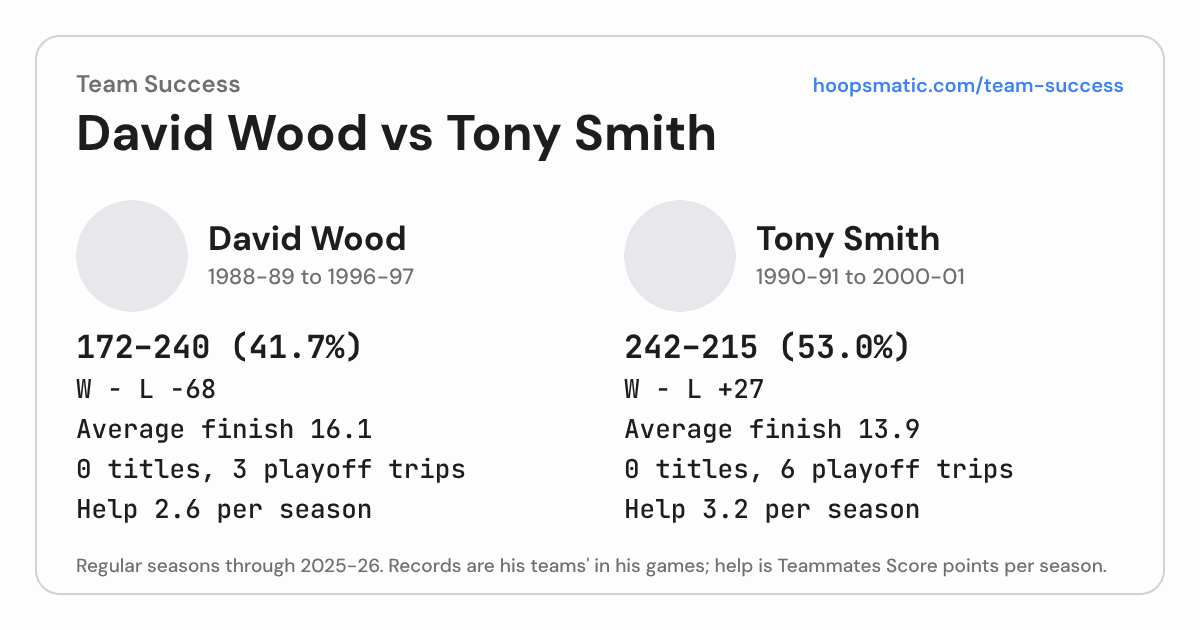 Team Success
hoopsmatic.com/team-success
David Wood vs Tony Smith
David Wood
1988-89 to 1996-97
172-240 (41.7%)
W - L -68
Average finish 16.1
0 titles, 3 playoff trips
Help 2.6 per season
Tony Smith
1990-91 to 2000-01
242-215 (53.0%)
W - L +27
Average finish 13.9
0 titles, 6 playoff trips
Help 3.2 per season
Regular seasons through 2025-26. Records are his teams' in his games; help is Teammates Score points per season.